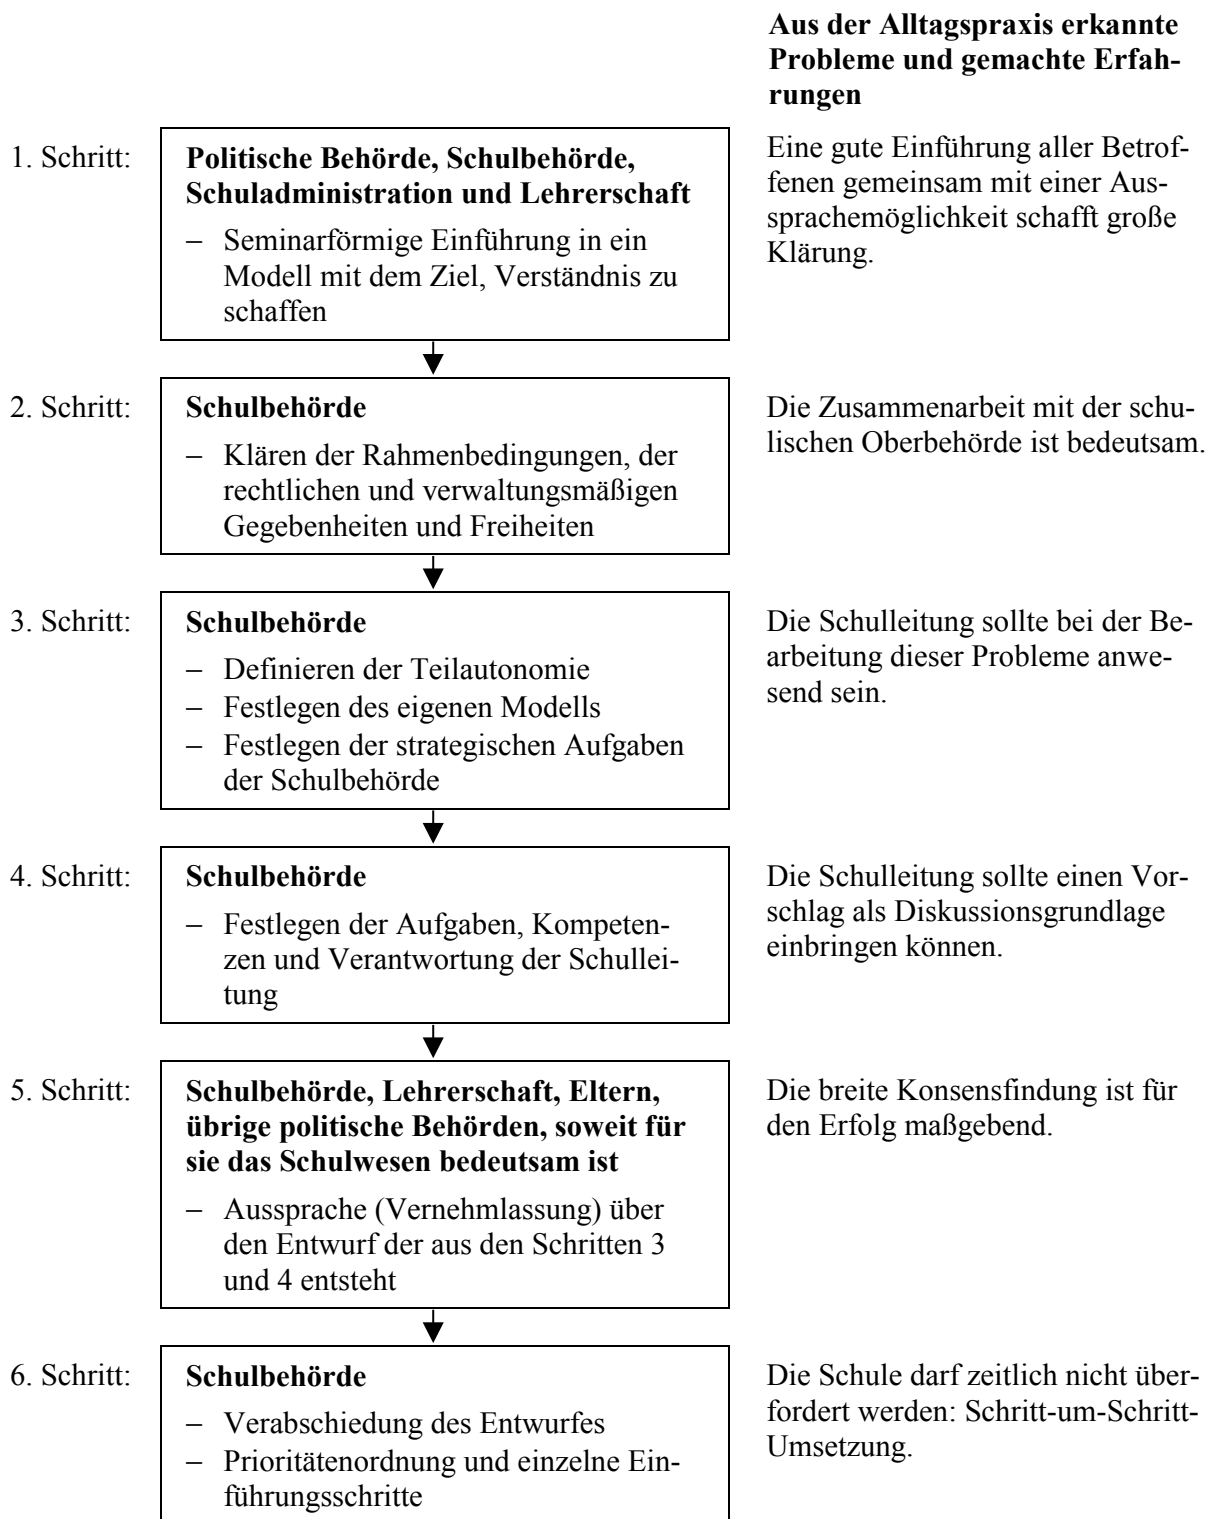 Aus der Alltagspraxis erkannte
Probleme und gemachte Erfah-
rungen
1. Schritt:
Politische Behörde, Schulbehörde,
Schuladministration und Lehrerschaft
– Seminarförmige Einführung in ein
Modell mit dem Ziel, Verständnis zu
schaffen
Eine gute Einführung aller Betrof-
fenen gemeinsam mit einer Aus-
sprachemöglichkeit schafft große
Klärung.
2. Schritt:
Schulbehörde
– Klären der Rahmenbedingungen, der
rechtlichen und verwaltungsmäßigen
Gegebenheiten und Freiheiten
Die Zusammenarbeit mit der schu-
lischen Oberbehörde ist bedeutsam.
3. Schritt:
Schulbehörde
– Definieren der Teilautonomie
– Festlegen des eigenen Modells
– Festlegen der strategischen Aufgaben
der Schulbehörde
Die Schulleitung sollte bei der Be-
arbeitung dieser Probleme anwe-
send sein.
4. Schritt:
Schulbehörde
– Festlegen der Aufgaben, Kompeten-
zen und Verantwortung der Schullei-
tung
Die Schulleitung sollte einen Vor-
schlag als Diskussionsgrundlage
einbringen können.
5. Schritt:
Schulbehörde, Lehrerschaft, Eltern,
übrige politische Behörden, soweit für
sie das Schulwesen bedeutsam ist
– Aussprache (Vernehmlassung) über
den Entwurf der aus den Schritten 3
und 4 entsteht
Die breite Konsensfindung ist für
den Erfolg maßgebend.
6. Schritt:
Schulbehörde
– Verabschiedung des Entwurfes
– Prioritätenordnung und einzelne Ein-
führungsschritte
Die Schule darf zeitlich nicht über-
fordert werden: Schritt-um-Schritt-
Umsetzung.